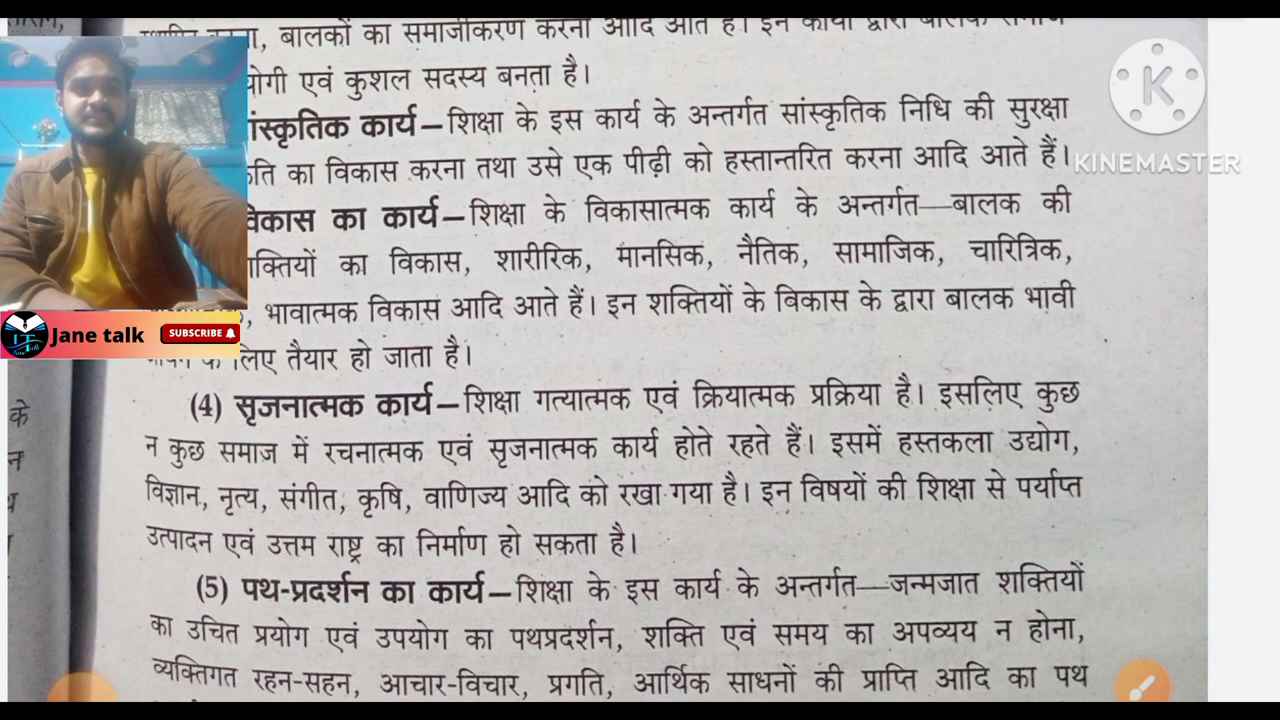 बालकों का समाजीकरण करना आदि आते हैं। इन कार्यों द्वारा बालक
एवं कुशल सदस्य बनता है।
कार्य—शिक्षा के इस कार्य के अन्तर्गत सांस्कृतिक निधि की सुरक्षा
का विकास करना तथा उसे एक पीढ़ी को हस्तान्तरित करना आदि आते हैं।
का कार्य—शिक्षा के विकासात्मक कार्य के अन्तर्गत—बालक की
का विकास, शारीरिक, मानसिक, नैतिक, सामाजिक, चारित्रिक,
भावात्मक विकास आदि आते हैं। इन शक्तियों के विकास के द्वारा बालक भावी
के लिए तैयार हो जाता है।
(4) सृजनात्मक कार्य—शिक्षा गत्यात्मक एवं क्रियात्मक प्रक्रिया है। इसलिए कुछ
न कुछ समाज में रचनात्मक एवं सृजनात्मक कार्य होते रहते हैं। इसमें हस्तकला उद्योग,
विज्ञान, नृत्य, संगीत, कृषि, वाणिज्य आदि को रखा गया है। इन विषयों की शिक्षा से पर्याप्त
उत्पादन एवं उत्तम राष्ट्र का निर्माण हो सकता है।
(5) पथ-प्रदर्शन का कार्य—शिक्षा के इस कार्य के अन्तर्गत—जन्मजात शक्तियों
का उचित प्रयोग एवं उपयोग का पथप्रदर्शन, शक्ति एवं समय का अपव्यय न होना,
व्यक्तिगत रहन-सहन, आचार-विचार, प्रगति, आर्थिक साधनों की प्राप्ति आदि का पथ
Jane talk
SUBSCRIBE
K
KINEMASTER
के